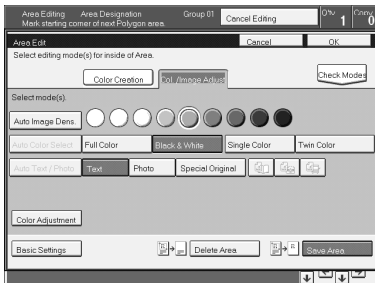 Area Editing Area Designation Group 01 Cancel Editing Q'ty 1 Copy 0
Mark starting corner of next Polygon area.
Area Edit Cancel OK
Select editing mode(s) for inside of Area.
Color Creation Col. /Image Adjust Check Modes
Select mode(s).
Auto Image Dens.
Auto Color Select Full Color Black & White Single Color Twin Color
Auto Text / Photo Text Photo Special Original
Color Adjustment
Basic Settings Delete Area Save Area